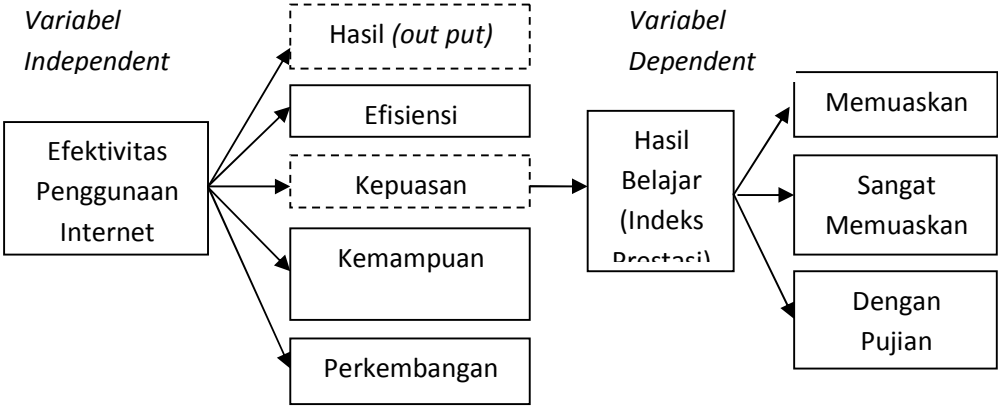 Variabel
Independent
Efektivitas
Penggunaan
Internet
Hasil (out put)
Efisiensi
Kepuasan
Kemampuan
Perkembangan
Variabel
Dependent
Hasil
Belajar
(Indeks
Prestasi)
Memuaskan
Sangat
Memuaskan
Dengan
Pujian